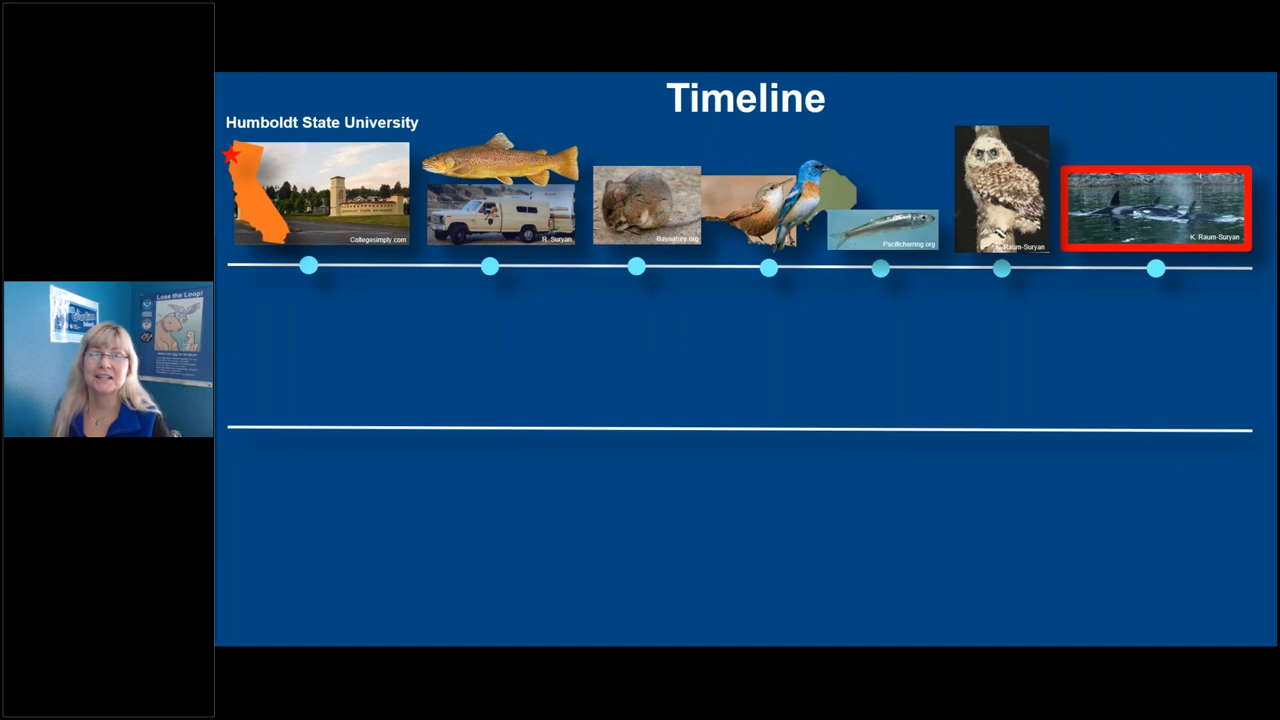 Timeline
Humboldt State University
Collegesimply.com
R. Suryan
Baynature.org
Pacificherring.org
Raum-Suryan
K. Raum-Suryan
Lose the Loop!